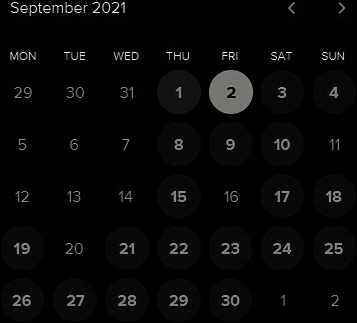 September 2021
MON TUE WED THU FRI SAT SUN
29 30 31 1 2 3 4
5 6 7 8 9 10 11
12 13 14 15 16 17 18
19 20 21 22 23 24 25
26 27 28 29 30 1 2